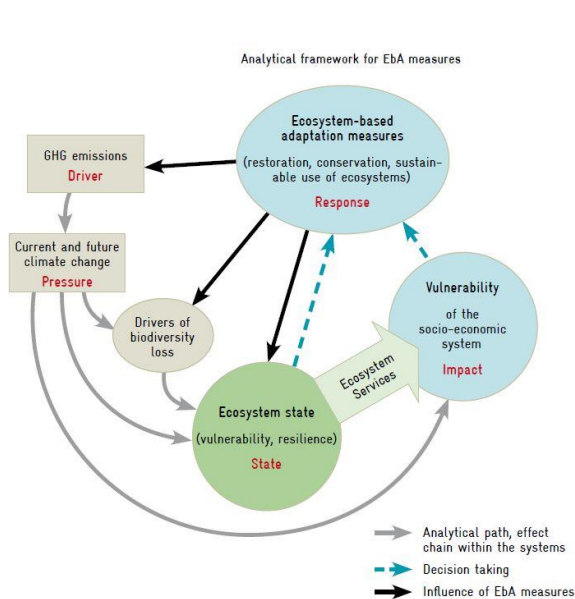 Analytical framework for EbA measures
Ecosystem-based
adaptation measures
(restoration, conservation, sustain-
able use of ecosystems)
Response
GHG emissions
Driver
Current and future
climate change
Pressure
Drivers of
biodiversity
loss
Vulnerability
of the
socio-economic
system
Impact
Ecosystem
Services
Ecosystem state
(vulnerability, resilience)
State
Analytical path, effect
chain within the systems
Decision taking
Influence of EbA measures